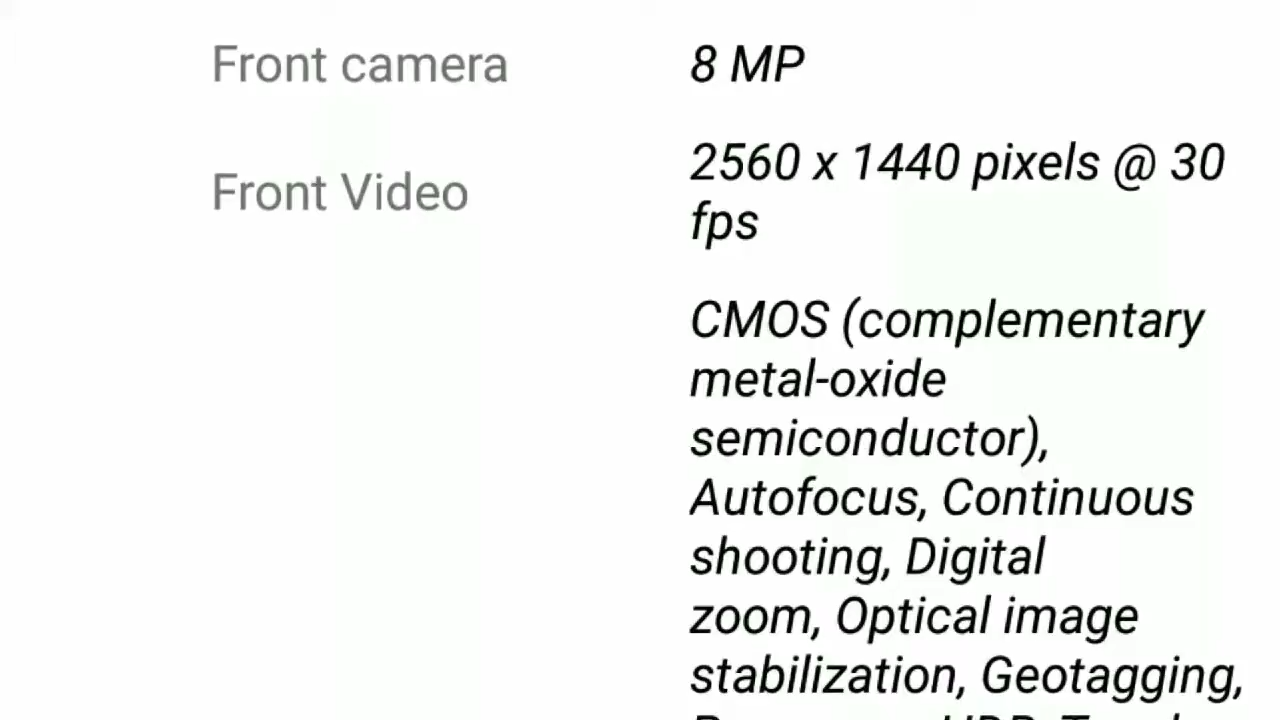 Front camera 8 MP
Front Video 2560 x 1440 pixels @ 30
fps
CMOS (complementary
metal-oxide
semiconductor),
Autofocus, Continuous
shooting, Digital
zoom, Optical image
stabilization, Geotagging,